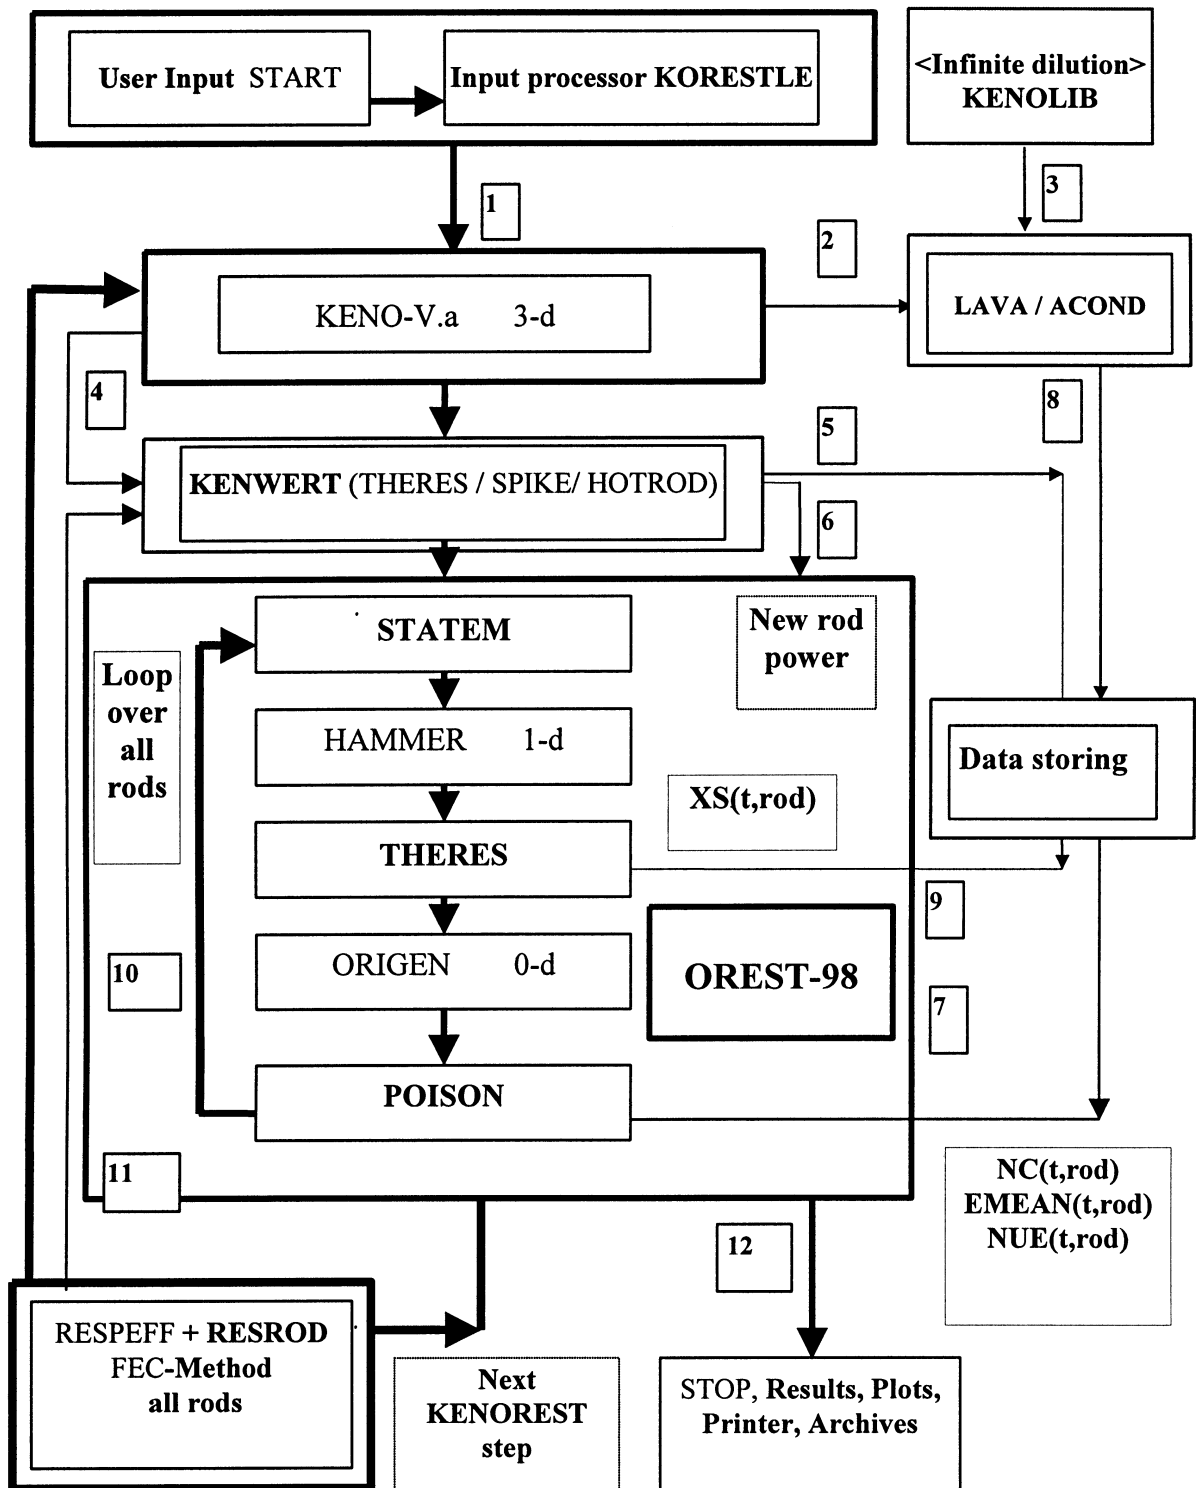 User Input START
Input processor KORESTLE
<Infinite dilution>
KENOLIB
1
3
2
KENO-V.a 3-d
LAVA / ACOND
4
8
5
KENWERT (THERES / SPIKE/ HOTROD)
6
STATEM
New rod
power
Loop
over
all
rods
HAMMER 1-d
Data storing
XS(t,rod)
THERES
9
ORIGEN 0-d
10
OREST-98
7
POISON
11
NC(t,rod)
EMEAN(t,rod)
NUE(t,rod)
12
RESPEFF + RESROD
FEC-Method
all rods
Next
KENOREST
step
STOP, Results, Plots,
Printer, Archives